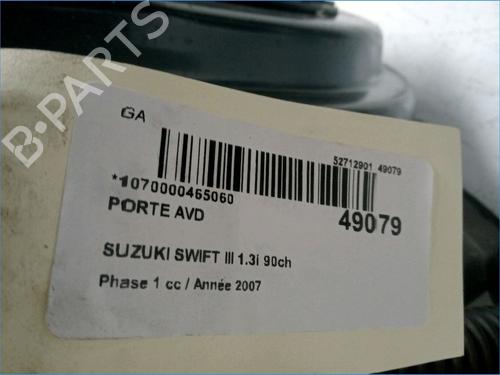 B-PARTS
GA
52712901 49079
*1070000465060
49079
PORTE AVD
SUZUKI SWIFT III 1.3i 90ch
Phase 1 cc / Année 2007